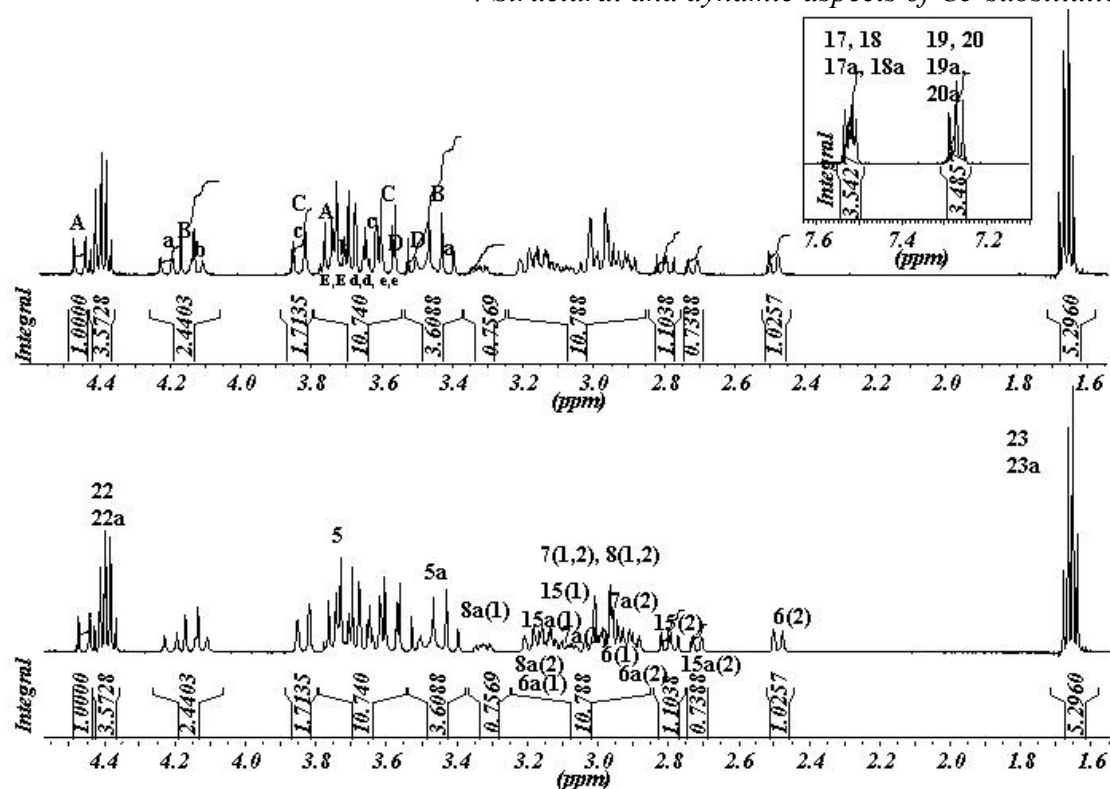 4 Structural and dynamic aspects of C3-substitute
17, 18 19, 20
17a, 18a 19a,
20a
Integral 3.542 3.485
7.6 7.4 7.2
(ppm)
A a B b C c A C c D D B a
E,E d,d, e,e
Integral 1.0000 3.5728 2.4403 1.7135 10.740 3.6088 0.7569 10.788 1.1038 0.7388 1.0257 5.2960
4.4 4.2 4.0 3.8 3.6 3.4 3.2 3.0 2.8 2.6 2.4 2.2 2.0 1.8 1.6
(ppm)
23
23a
22
22a
5
5a
7(1,2), 8(1,2)
15(1)
8a(1) 15a(1) 7a(2) 15(2) 6(2)
8a(2) 6(1) 15a(2)
6a(1) 6a(2)
Integral 1.0000 3.5728 2.4403 1.7135 10.740 3.6088 0.7569 10.788 1.1038 0.7388 1.0257 5.2960
4.4 4.2 4.0 3.8 3.6 3.4 3.2 3.0 2.8 2.6 2.4 2.2 2.0 1.8 1.6
(ppm)